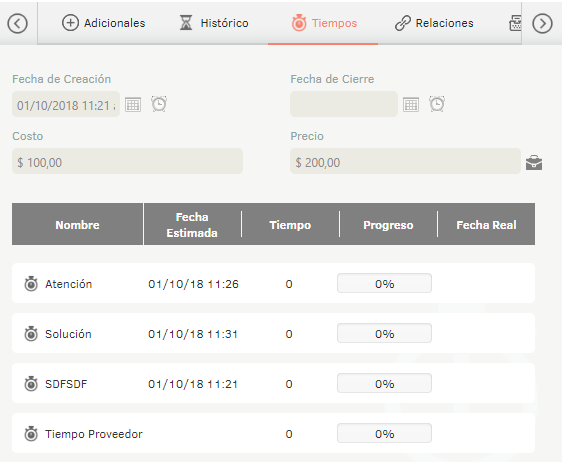 Adicionales Histórico Tiempos Relaciones
Fecha de Creación Fecha de Cierre
01/10/2018 11:21
Costo Precio
$ 100,00 $ 200,00
Nombre Fecha Estimada Tiempo Progreso Fecha Real
Atención 01/10/18 11:26 0 0%
Solución 01/10/18 11:31 0 0%
SDFSDF 01/10/18 11:21 0 0%
Tiempo Proveedor 0 0%